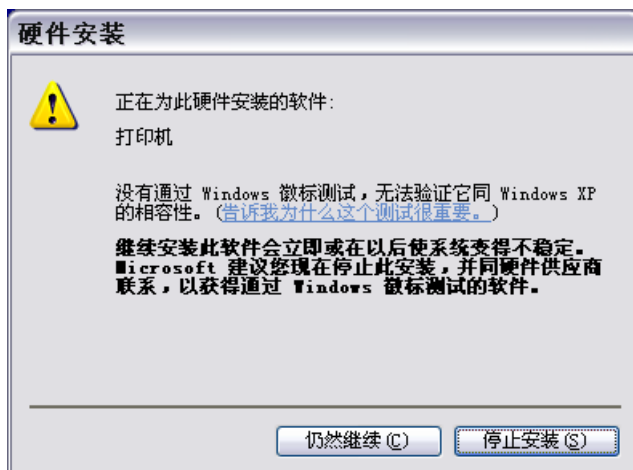 硬件安装
正在为此硬件安装的软件:
打印机
没有通过 Windows 徽标测试,无法验证它同 Windows XP
的相容性。(告诉我为什么这个测试很重要。)
继续安装此软件会立即或在以后使系统变得不稳定。
Microsoft 建议您现在停止此安装,并同硬件供应商
联系,以获得通过 Windows 徽标测试的软件。
仍然继续(C)
停止安装(S)